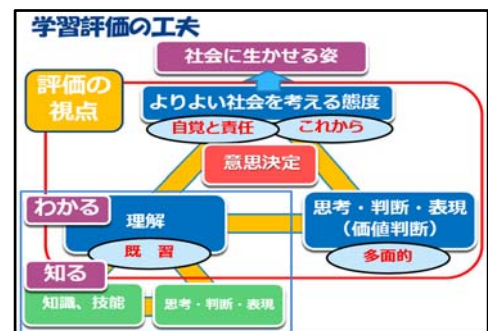 学習評価の工夫
社会に生かせる姿
評価の
視点
よりよい社会を考える態度
自覚と責任
これから
意思決定
わかる
理解
既 習
思考・判断・表現
(価値判断)
多面的
知る
知識、技能
思考・判断・表現